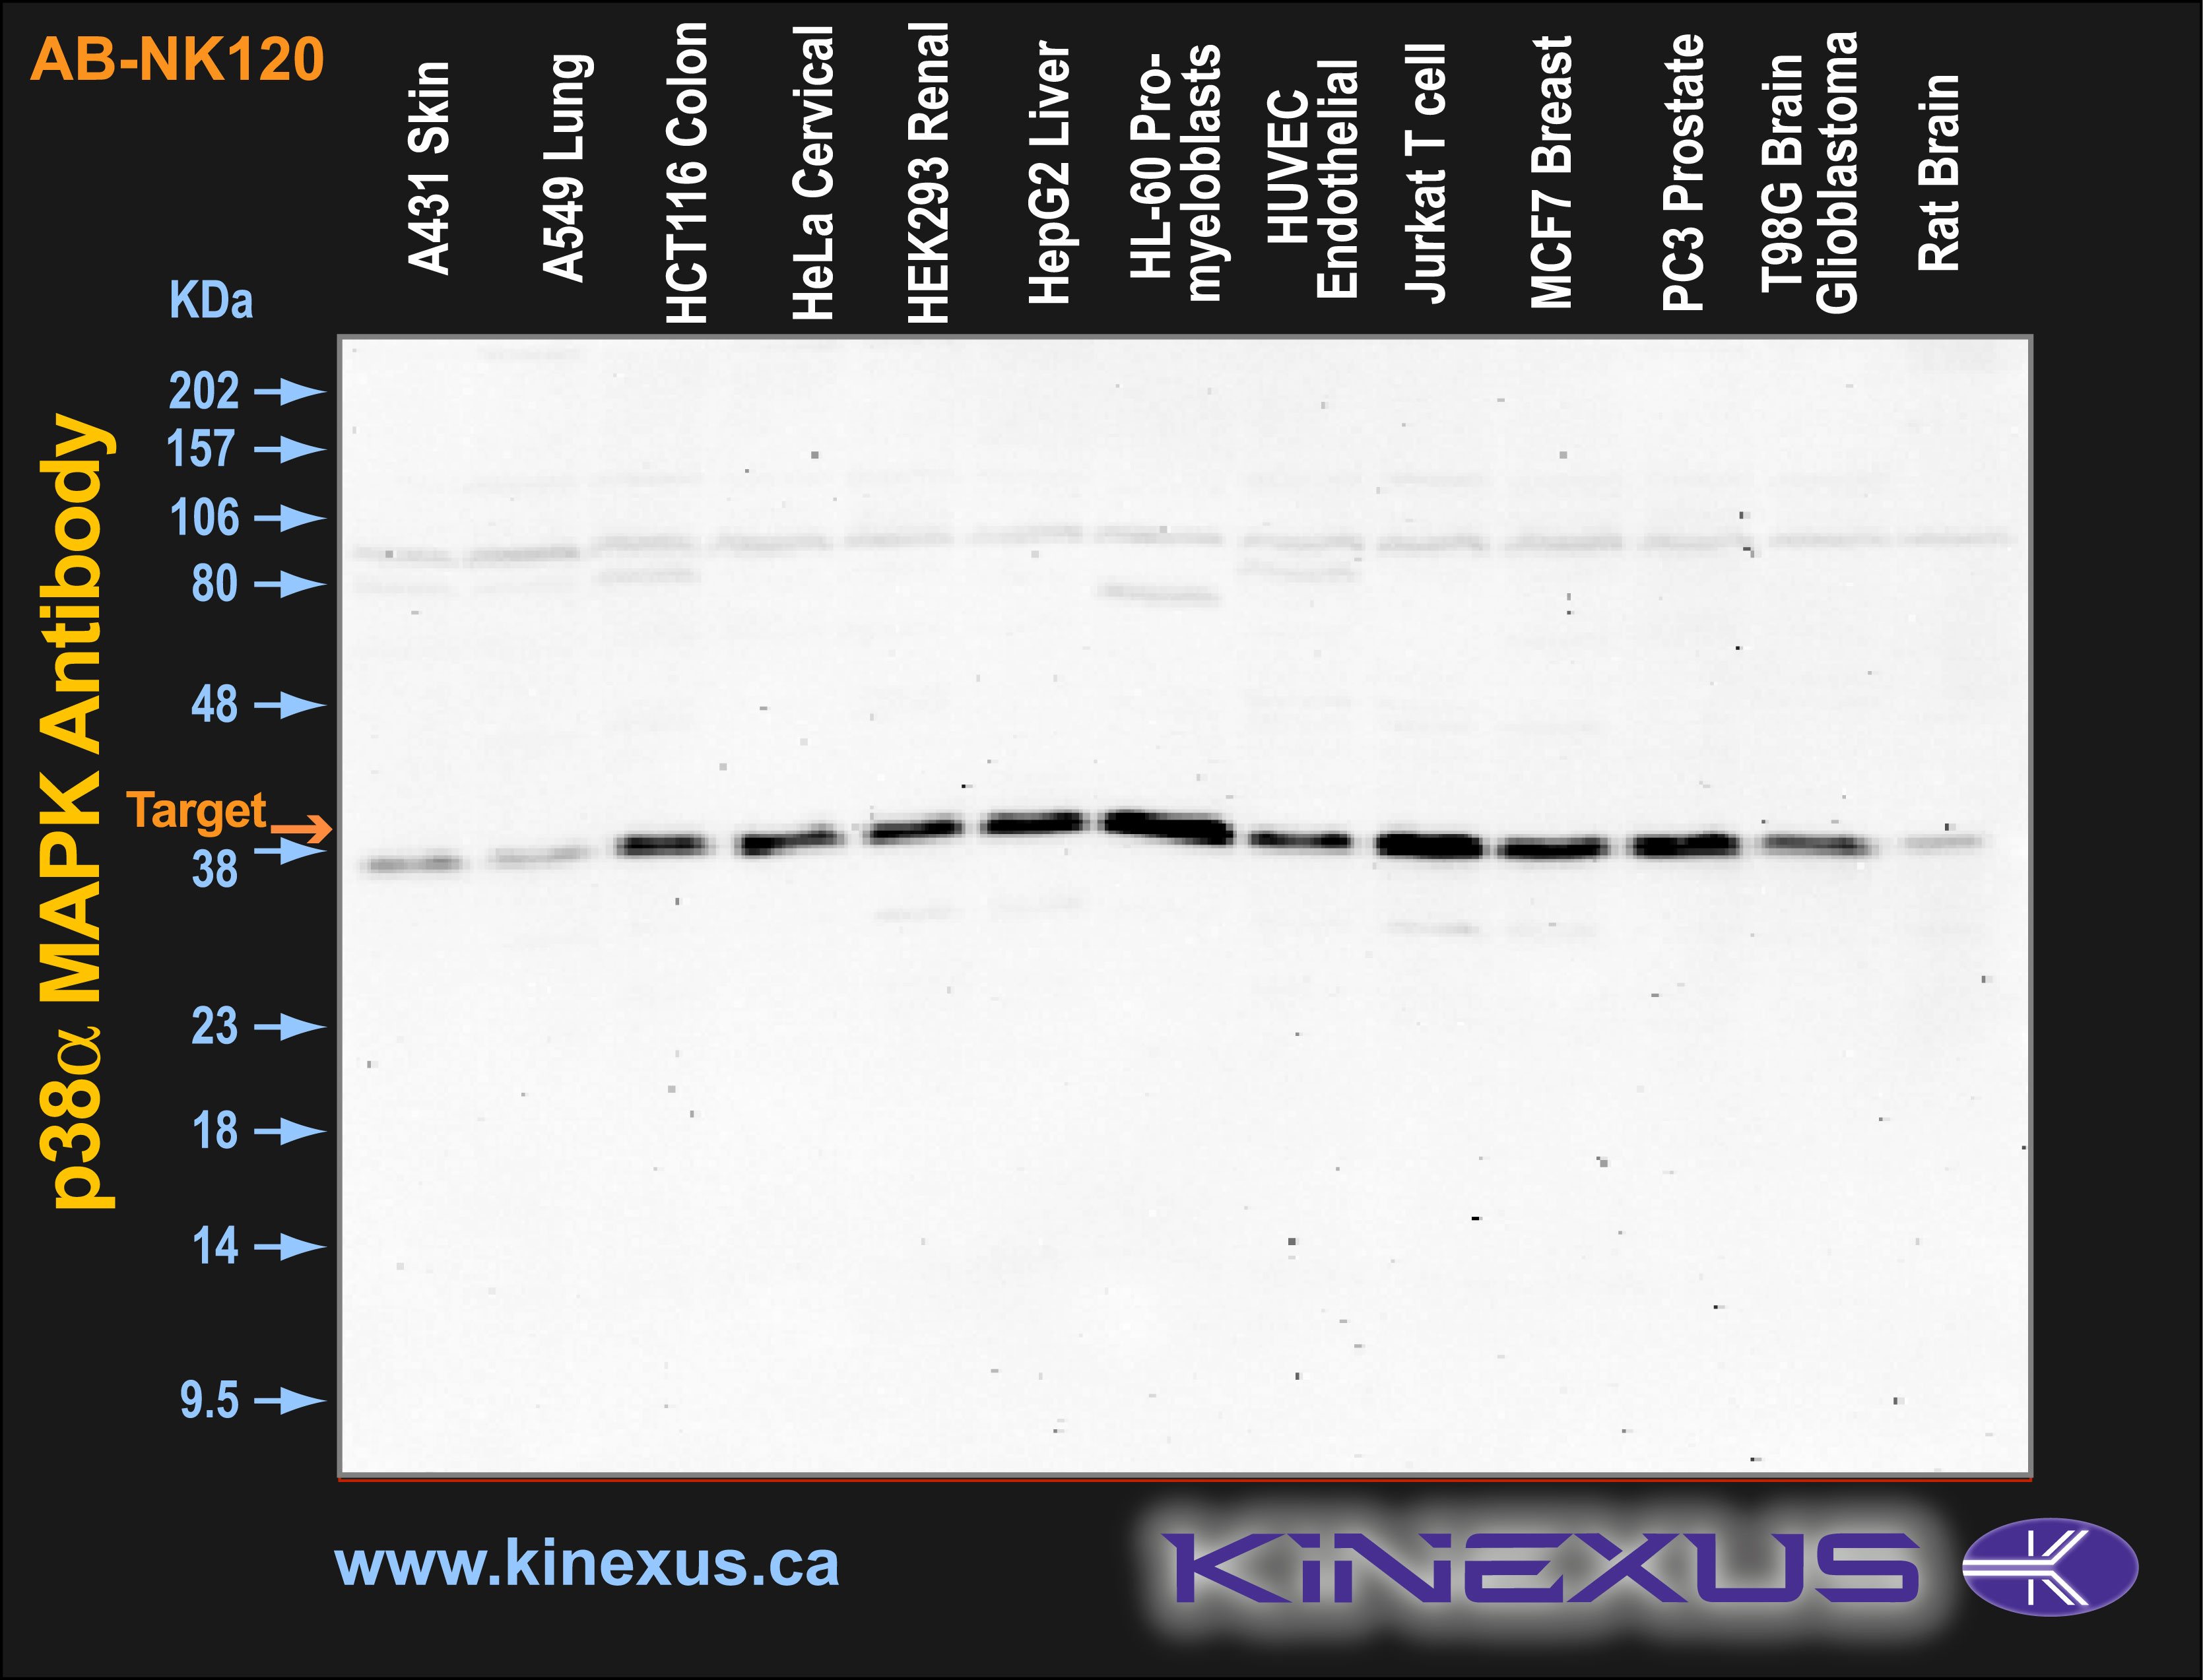 AB-NK120
A431 Skin
A549 Lung
HCT116 Colon
HeLa Cervical
HEK293 Renal
HepG2 Liver
HL-60 Pro-
myeloblasts
HUVEC
Endothelial
Jurkat T cell
MCF7 Breast
PC3 Prostate
T98G Brain
Glioblastoma
Rat Brain
KDa
202
157
106
80
48
Target
38
23
18
14
9.5
p38α MAPK Antibody
www.kinexus.ca
KiNEXUS